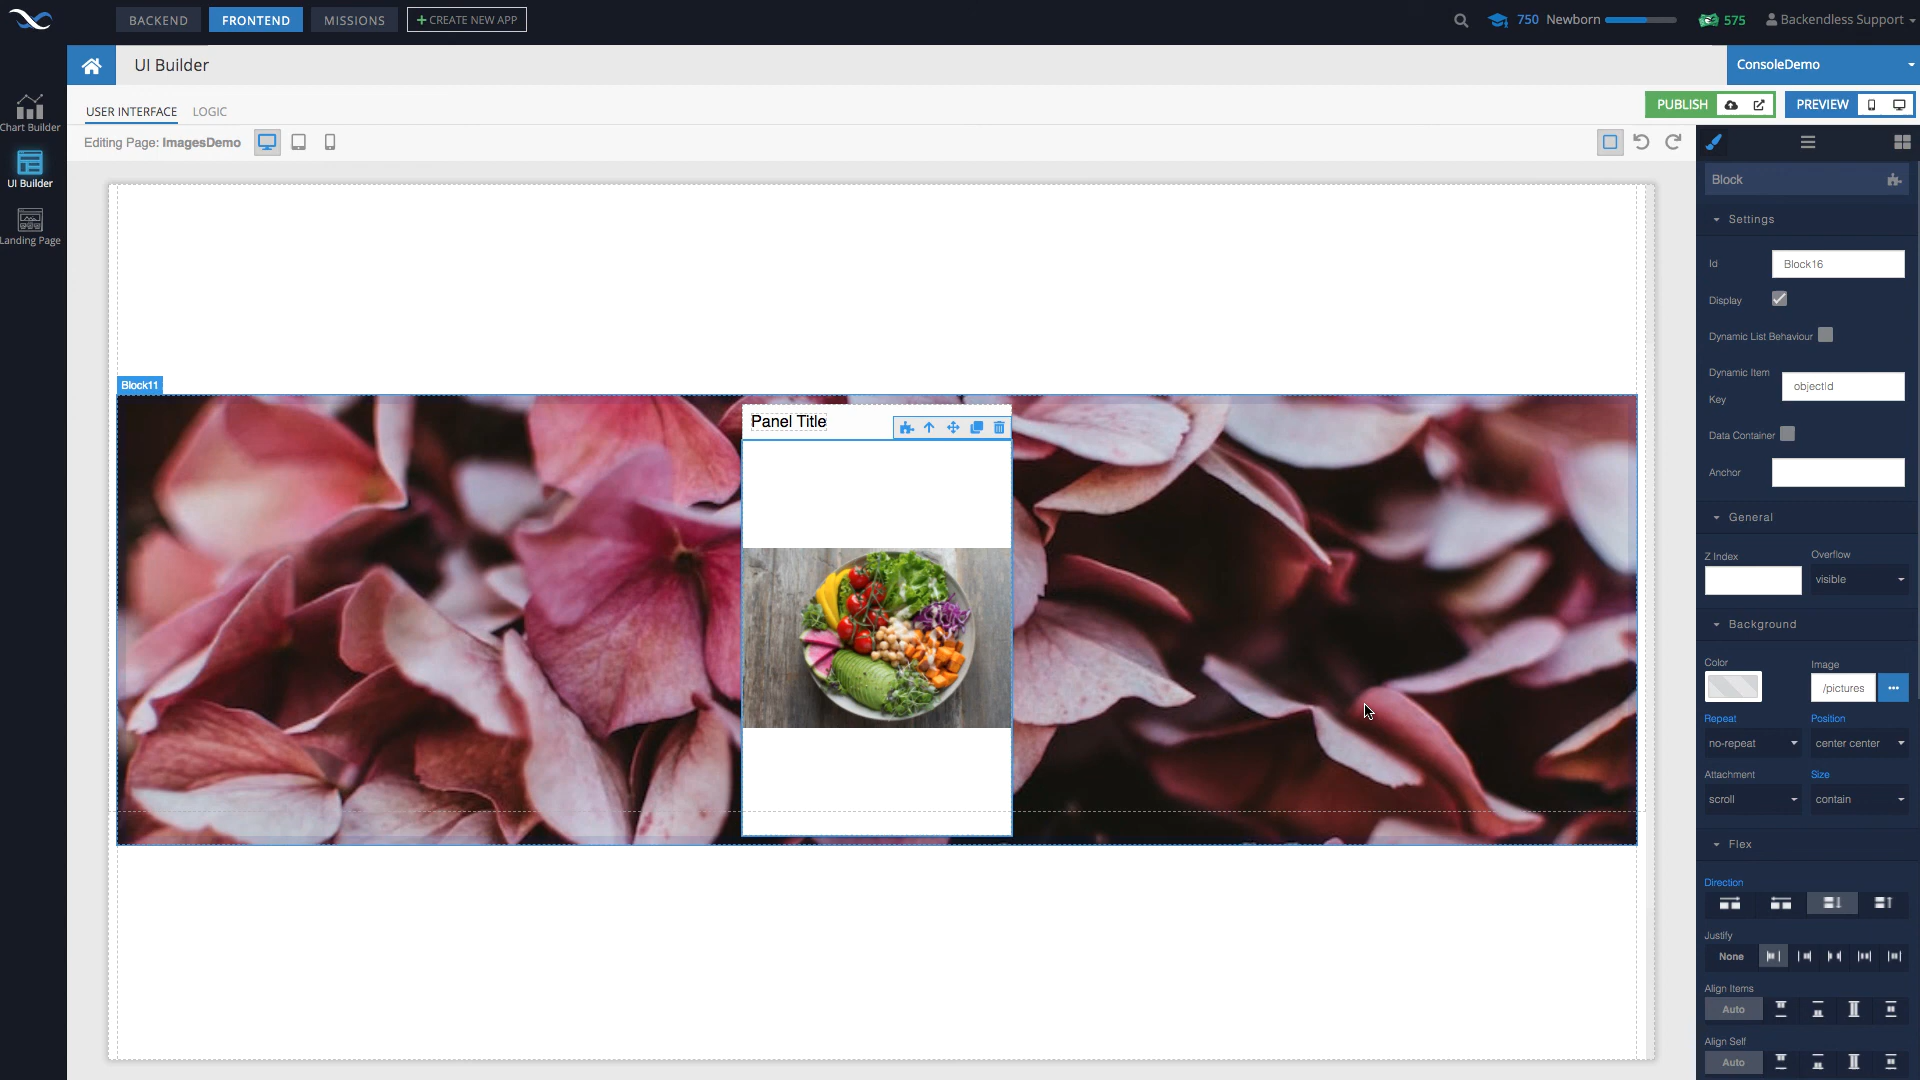 BACKEND
FRONTEND
MISSIONS
+ CREATE NEW APP
750 Newborn
575
Backendless Support
UI Builder
ConsoleDemo
Chart Builder
UI Builder
Landing Page
USER INTERFACE
LOGIC
PUBLISH
PREVIEW
Editing Page: ImagesDemo
Block11
Panel Title
Block
Settings
Id
Block16
Display
Dynamic List Behaviour
Dynamic Item Key
objectId
Data Container
Anchor
General
Z Index
Overflow
visible
Background
Color
Image
/pictures
Repeat
Position
no-repeat
center center
Attachment
Size
scroll
contain
Flex
Direction
Justify
None
Align Items
Auto
Align Self
Auto